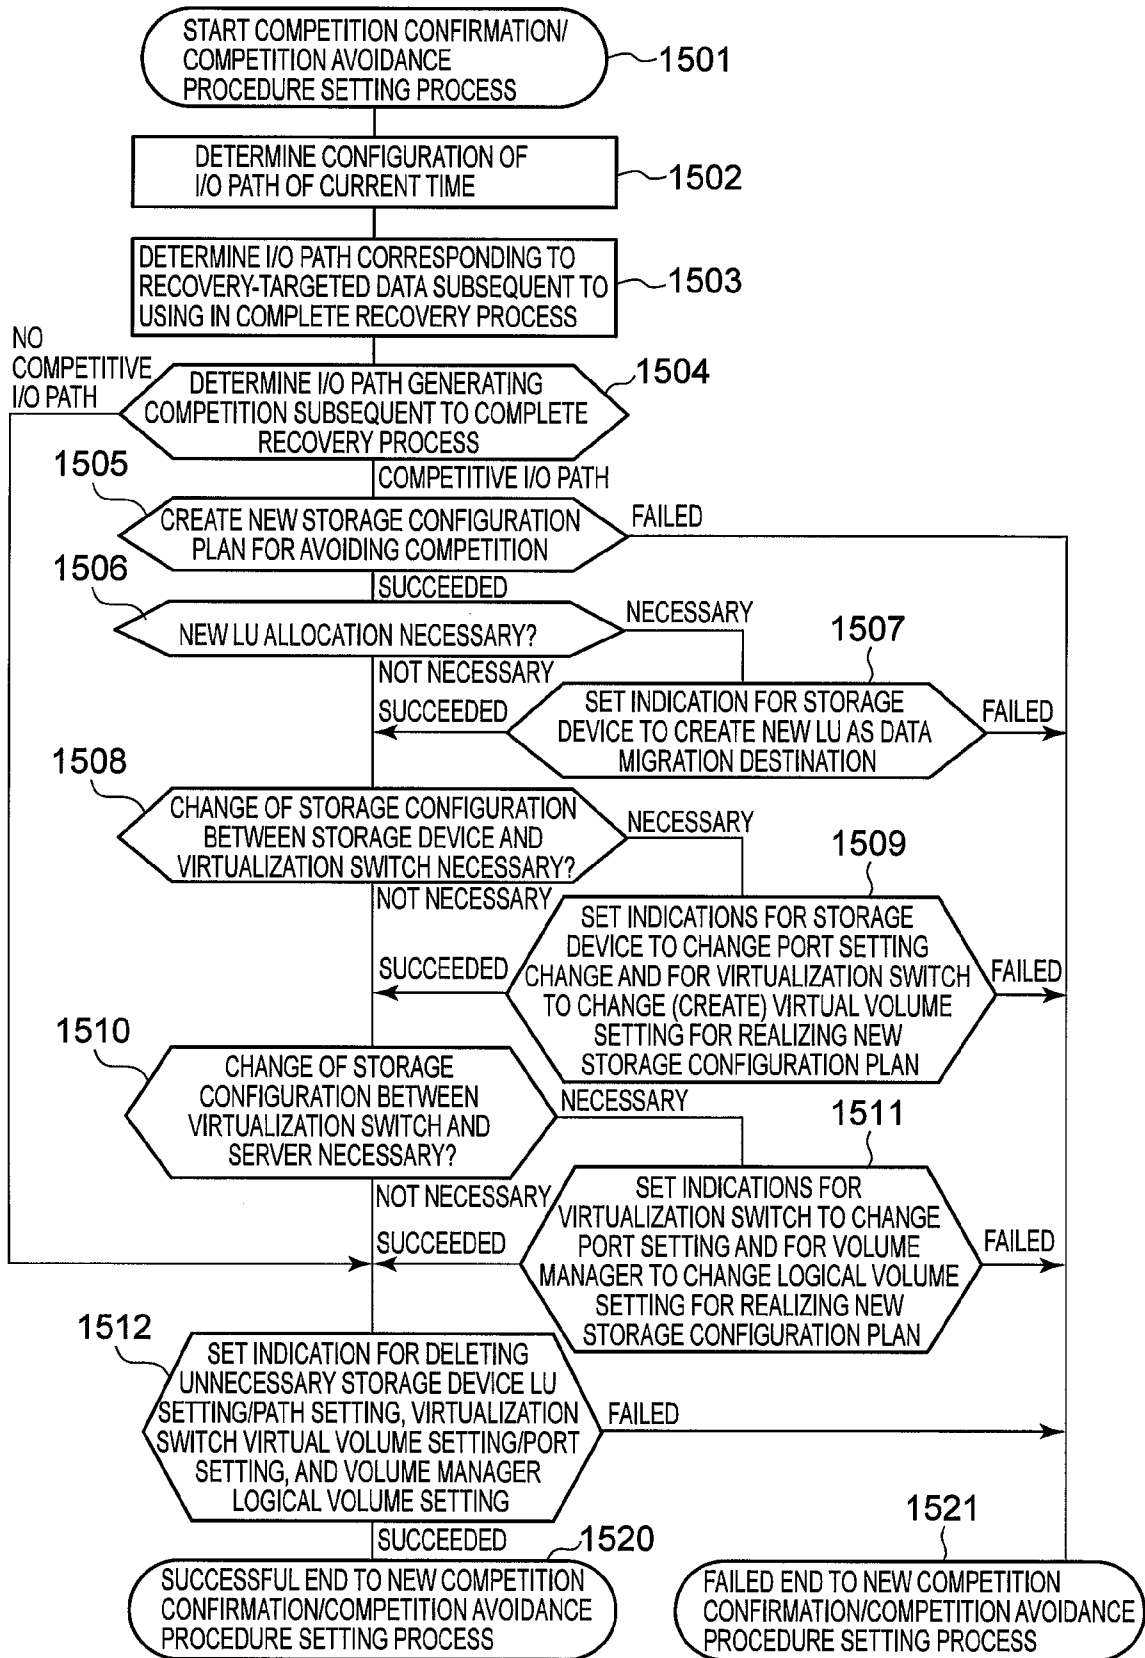 START COMPETITION CONFIRMATION/
COMPETITION AVOIDANCE
PROCEDURE SETTING PROCESS
1501
DETERMINE CONFIGURATION OF
I/O PATH OF CURRENT TIME
1502
DETERMINE I/O PATH CORRESPONDING TO
RECOVERY-TARGETED DATA SUBSEQUENT TO
USING IN COMPLETE RECOVERY PROCESS
1503
NO
COMPETITIVE
I/O PATH
DETERMINE I/O PATH GENERATING
COMPETITION SUBSEQUENT TO COMPLETE
RECOVERY PROCESS
1504
COMPETITIVE I/O PATH
1505
CREATE NEW STORAGE CONFIGURATION
PLAN FOR AVOIDING COMPETITION
FAILED
SUCCEEDED
1506
NEW LU ALLOCATION NECESSARY?
NECESSARY
NOT NECESSARY
1507
SET INDICATION FOR STORAGE
DEVICE TO CREATE NEW LU AS DATA
MIGRATION DESTINATION
SUCCEEDED
FAILED
1508
CHANGE OF STORAGE CONFIGURATION
BETWEEN STORAGE DEVICE AND
VIRTUALIZATION SWITCH NECESSARY?
NECESSARY
NOT NECESSARY
1509
SET INDICATIONS FOR STORAGE
DEVICE TO CHANGE PORT SETTING
CHANGE AND FOR VIRTUALIZATION SWITCH
TO CHANGE (CREATE) VIRTUAL VOLUME
SETTING FOR REALIZING NEW
STORAGE CONFIGURATION PLAN
SUCCEEDED
FAILED
1510
CHANGE OF STORAGE
CONFIGURATION BETWEEN
VIRTUALIZATION SWITCH AND
SERVER NECESSARY?
NECESSARY
NOT NECESSARY
1511
SET INDICATIONS FOR
VIRTUALIZATION SWITCH TO CHANGE
PORT SETTING AND FOR VOLUME
MANAGER TO CHANGE LOGICAL VOLUME
SETTING FOR REALIZING NEW
STORAGE CONFIGURATION PLAN
SUCCEEDED
FAILED
1512
SET INDICATION FOR DELETING
UNNECESSARY STORAGE DEVICE LU
SETTING/PATH SETTING, VIRTUALIZATION
SWITCH VIRTUAL VOLUME SETTING/PORT
SETTING, AND VOLUME MANAGER
LOGICAL VOLUME SETTING
FAILED
SUCCEEDED
1520
SUCCESSFUL END TO NEW COMPETITION
CONFIRMATION/COMPETITION AVOIDANCE
PROCEDURE SETTING PROCESS
1521
FAILED END TO NEW COMPETITION
CONFIRMATION/COMPETITION AVOIDANCE
PROCEDURE SETTING PROCESS